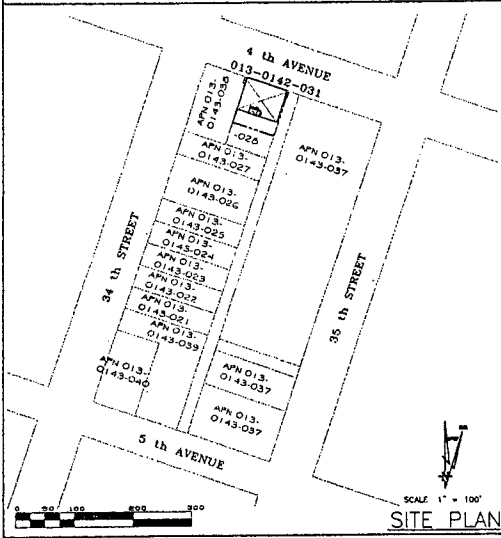 4 th AVENUE
013-0142-031
APN 013-
0143-038
-028
APN 013-
0143-027
APN 013-
0143-037
APN 013-
0143-026
APN 013-
0143-025
APN 013-
0143-024
APN 013-
0143-023
APN 013-
0143-022
APN 013-
0143-021
APN 013-
0143-039
34 th STREET
35 th STREET
APN 013-
0143-040
APN 013-
0143-037
APN 013-
0143-037
5 th AVENUE
0 50 100 200 300
SCALE 1" = 100'
SITE PLAN